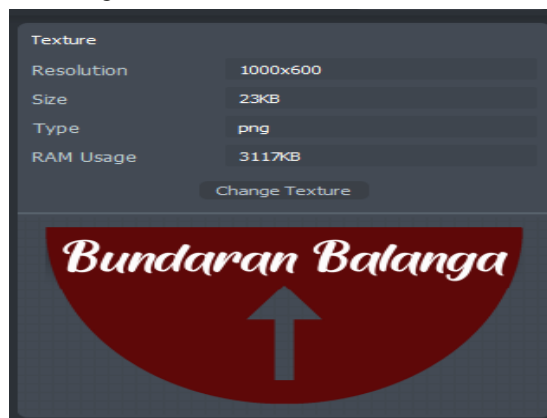 Texture
Resolution 1000x600
Size 23KB
Type png
RAM Usage 3117KB
Change Texture
Bundaran Balanga